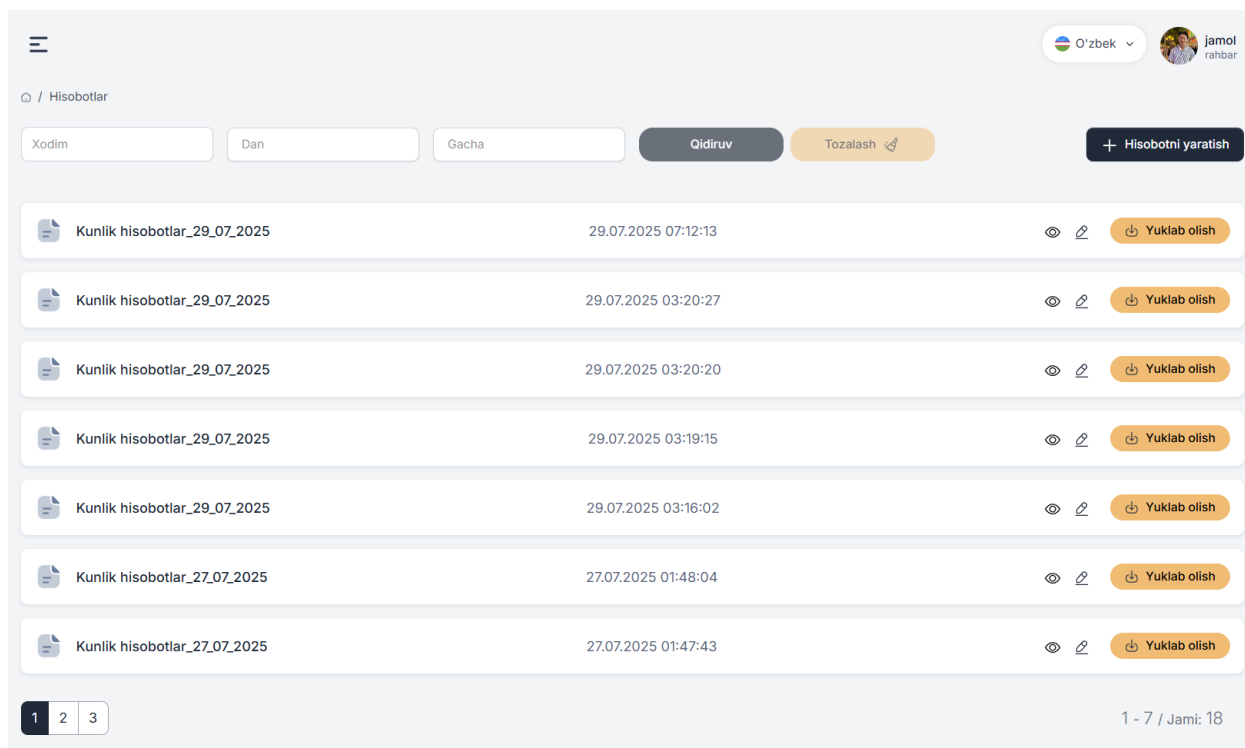 O'zbek
jamol
rahbar
/ Hisobotlar
Xodim Dan Gacha Qidiruv Tozalash + Hisobotni yaratish
Kunlik hisobotlar_29_07_2025 29.07.2025 07:12:13 Yuklab olish
Kunlik hisobotlar_29_07_2025 29.07.2025 03:20:27 Yuklab olish
Kunlik hisobotlar_29_07_2025 29.07.2025 03:20:20 Yuklab olish
Kunlik hisobotlar_29_07_2025 29.07.2025 03:19:15 Yuklab olish
Kunlik hisobotlar_29_07_2025 29.07.2025 03:16:02 Yuklab olish
Kunlik hisobotlar_27_07_2025 27.07.2025 01:48:04 Yuklab olish
Kunlik hisobotlar_27_07_2025 27.07.2025 01:47:43 Yuklab olish
1 2 3 1 - 7 / Jami: 18